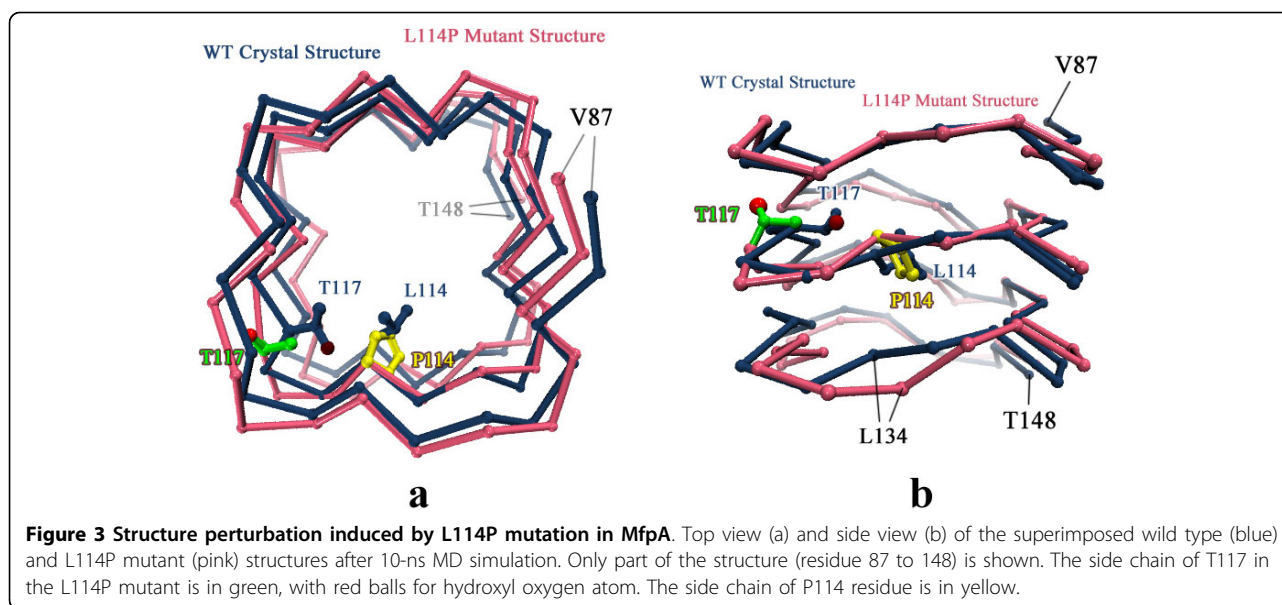 L114P Mutant Structure
WT Crystal Structure
V87
T148
T117
L114
T117
P114
a
V87
WT Crystal Structure
L114P Mutant Structure
T117
T117
L114
P114
L134
T148
b
Figure 3 Structure perturbation induced by L114P mutation in MfpA. Top view (a) and side view (b) of the superimposed wild type (blue)
and L114P mutant (pink) structures after 10-ns MD simulation. Only part of the structure (residue 87 to 148) is shown. The side chain of T117 in
the L114P mutant is in green, with red balls for hydroxyl oxygen atom. The side chain of P114 residue is in yellow.